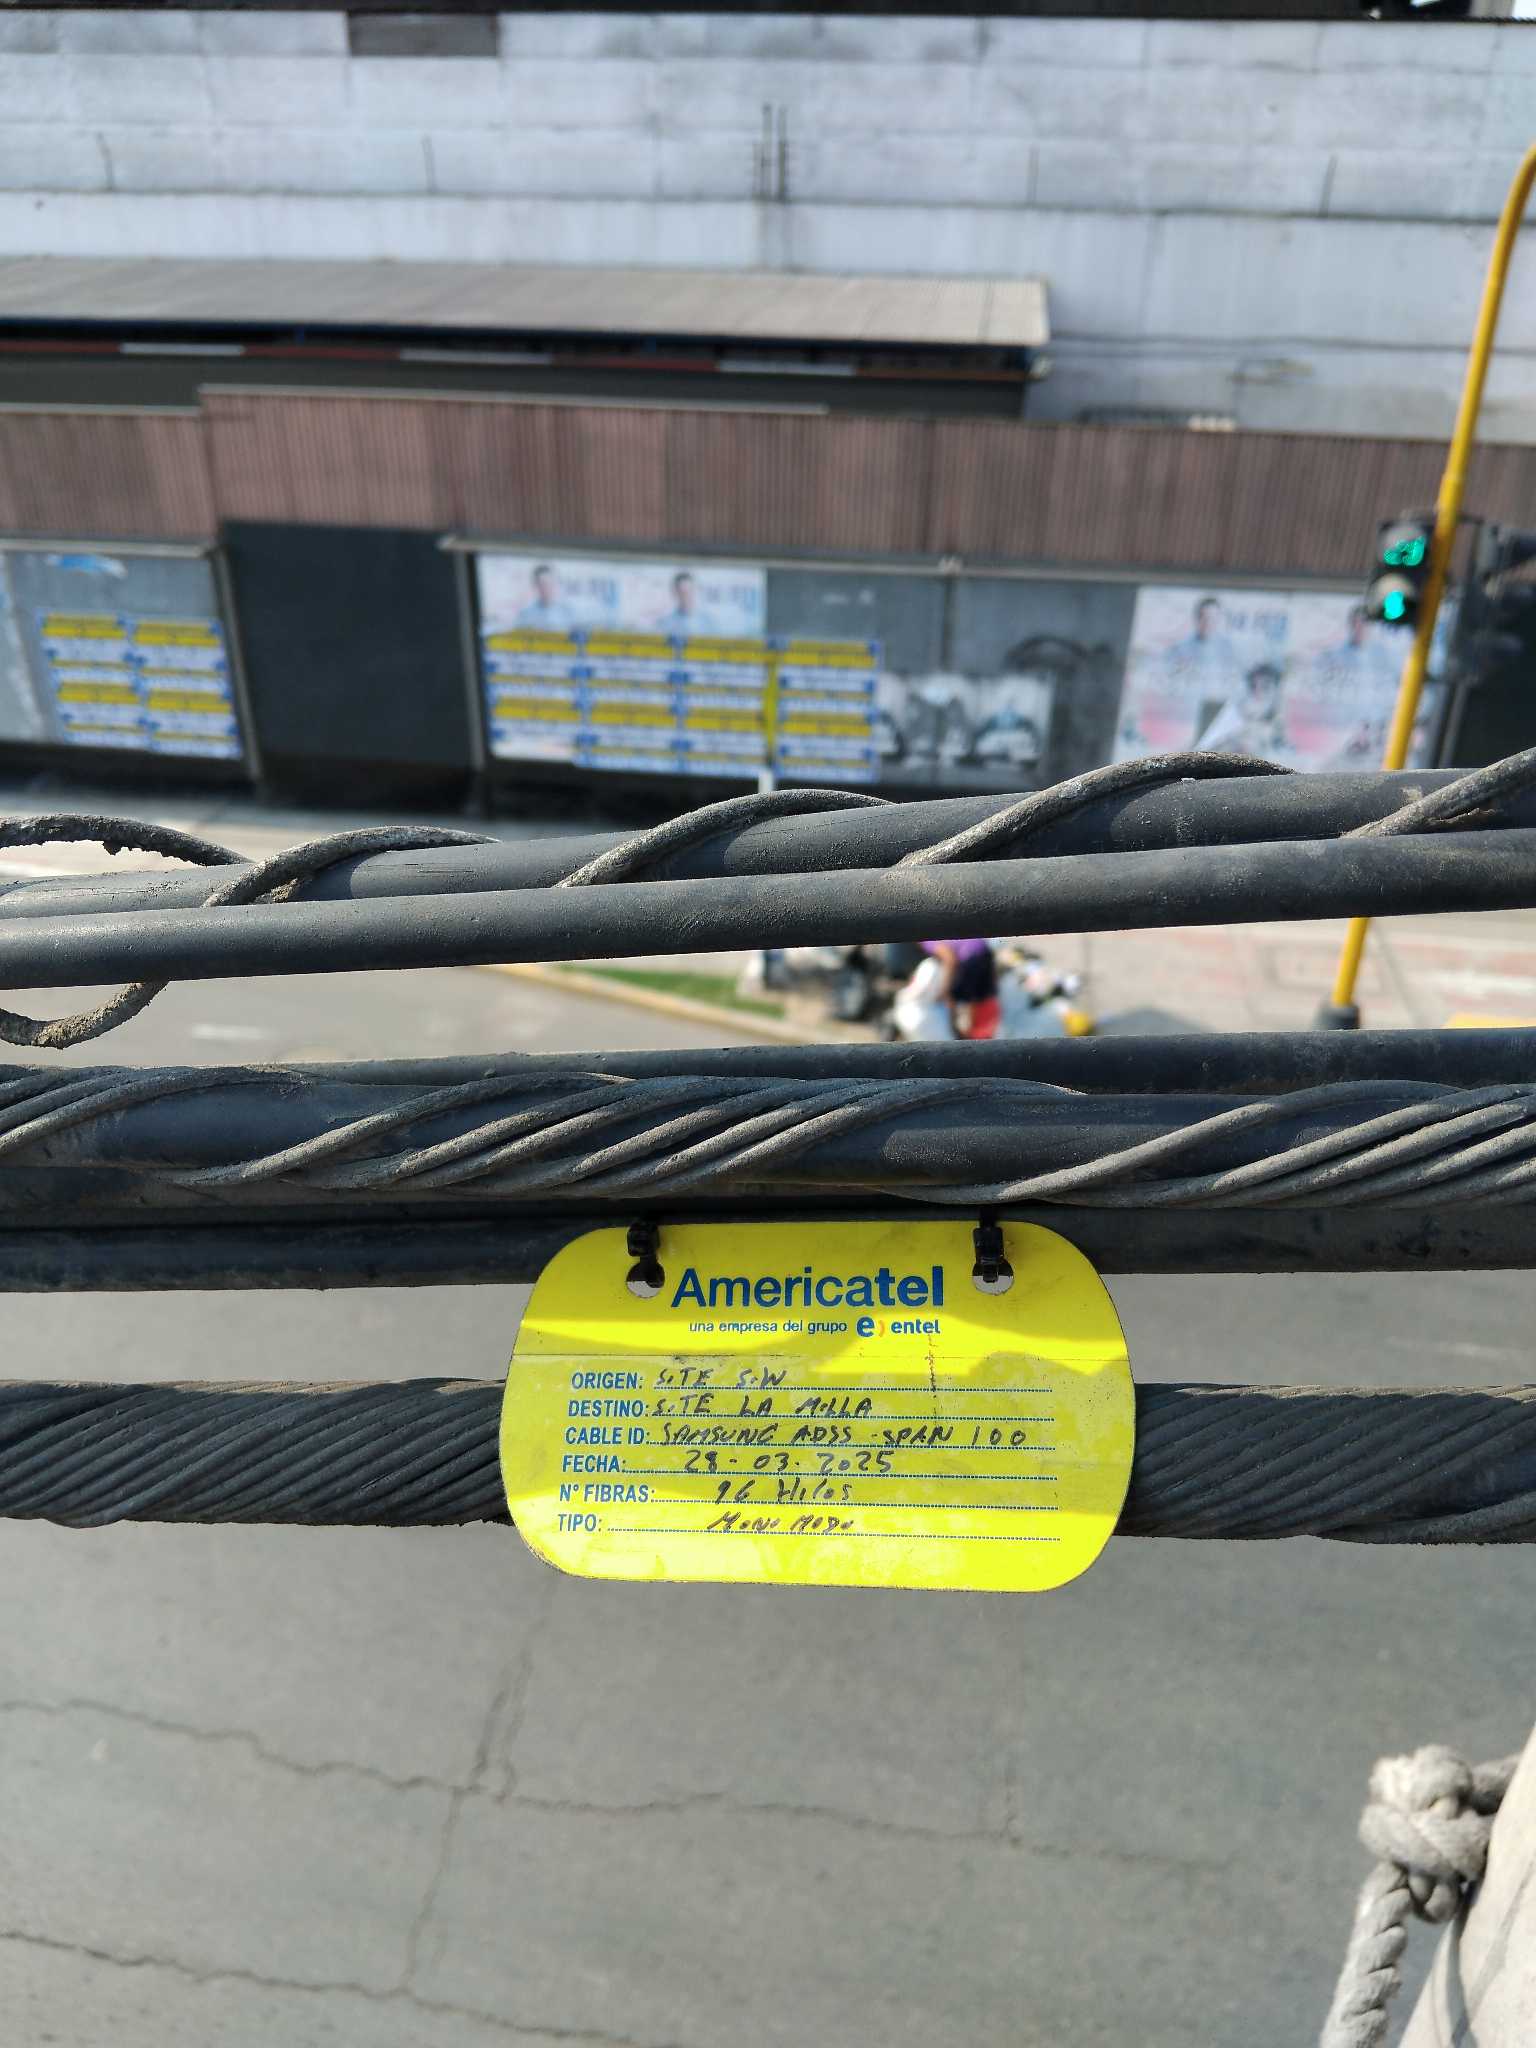 Americatel
una empresa del grupo e) entel
ORIGEN: SITE S.W
DESTINO: SITE LA MILLA
CABLE ID: SAMSUNG ADSS - SPAN 100
FECHA: 28-03-2025
N° FIBRAS: 96 Hilos
TIPO: MONO MODO